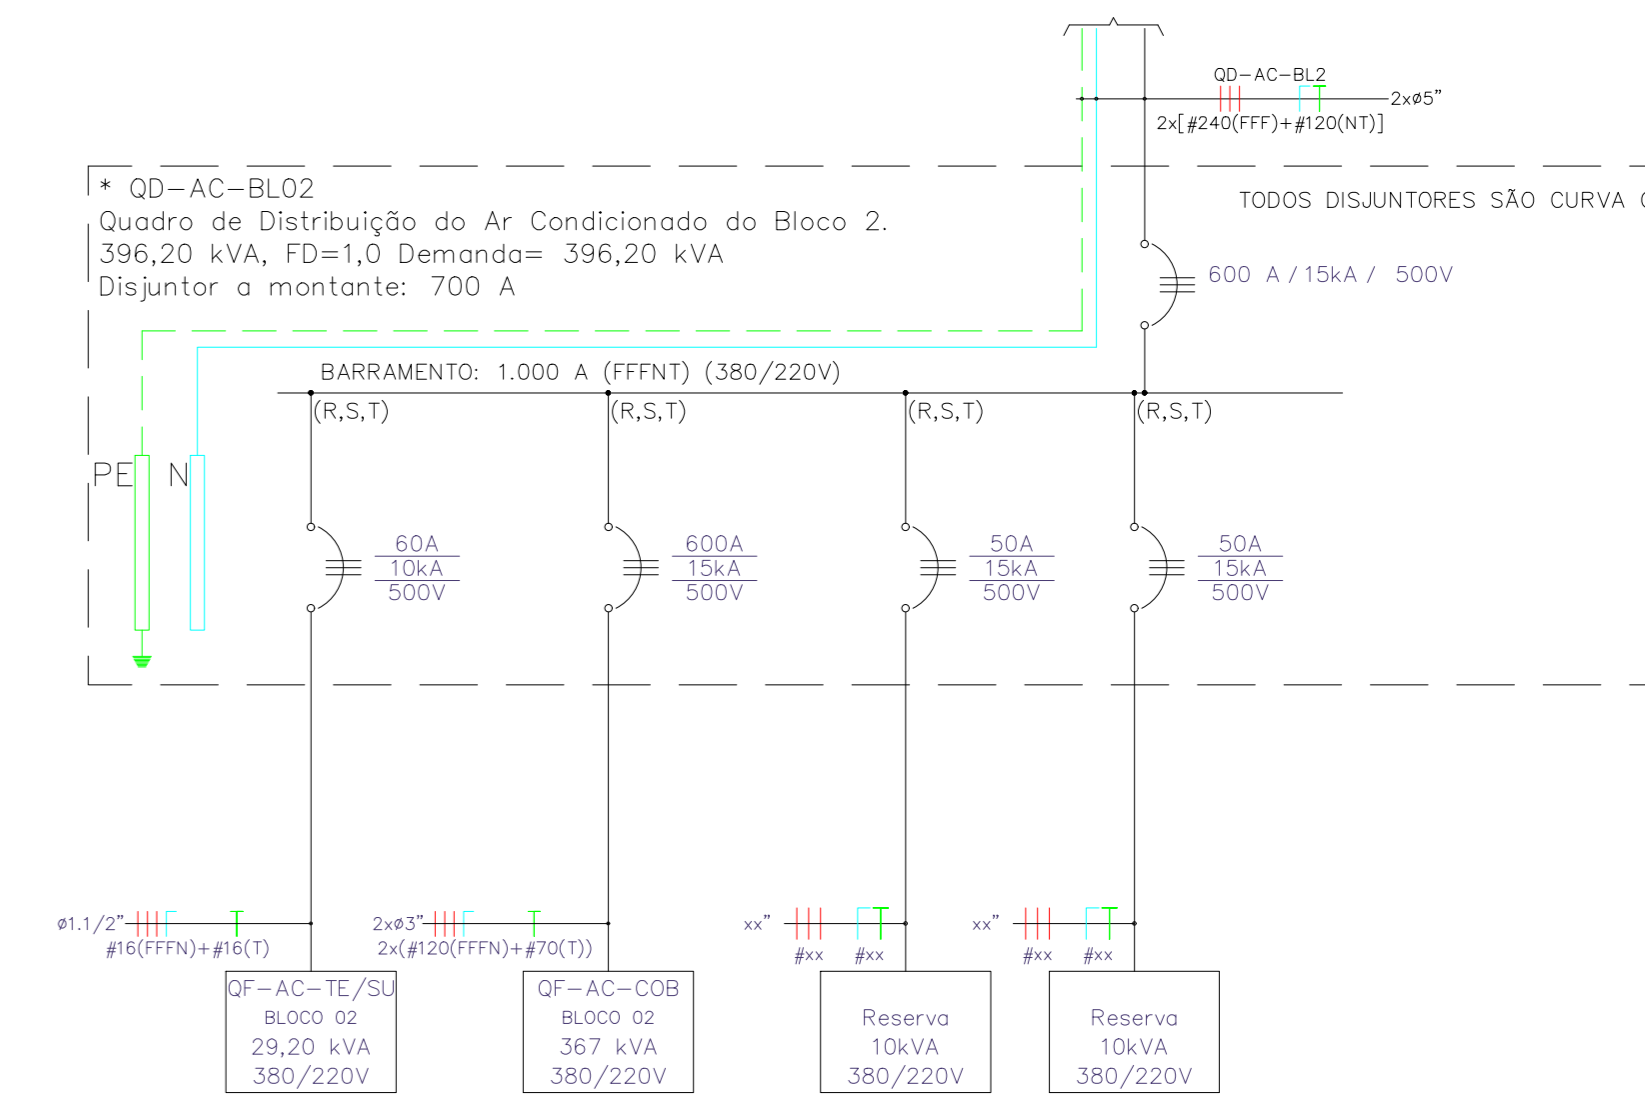 QD-AC-BL2
2xø5"
2x[#240(FFF)+#120(NT)]
* QD-AC-BL02
Quadro de Distribuição do Ar Condicionado do Bloco 2.
396,20 kVA, FD=1,0 Demanda= 396,20 kVA
Disjuntor a montante: 700 A
TODOS DISJUNTORES SÃO CURVA
600 A / 15kA / 500V
BARRAMENTO: 1.000 A (FFFNT) (380/220V)
(R,S,T)
(R,S,T)
(R,S,T)
(R,S,T)
PE
N
60A
10kA
500V
600A
15kA
500V
50A
15kA
500V
50A
15kA
500V
ø1.1/2"
#16(FFFN)+#16(T)
2xø3"
2x(#120(FFFN)+#70(T))
xx"
#xx
#xx
xx"
#xx
#xx
QF-AC-TE/SU
BLOCO 02
29,20 kVA
380/220V
QF-AC-COB
BLOCO 02
367 kVA
380/220V
Reserva
10kVA
380/220V
Reserva
10kVA
380/220V